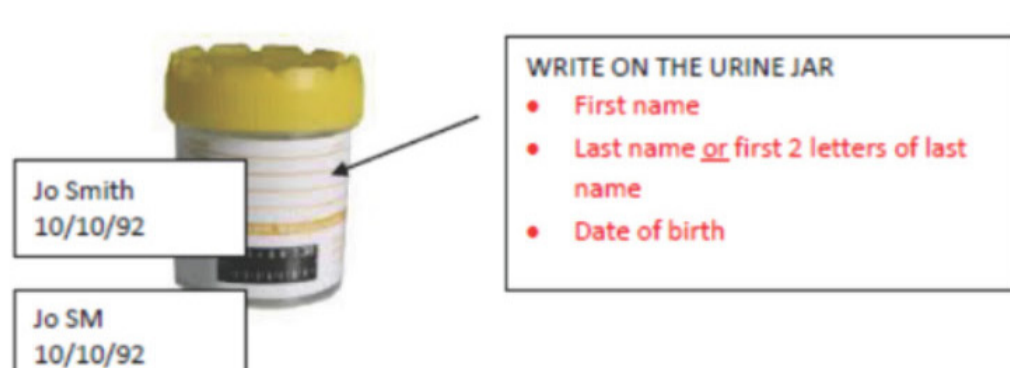 WRITE ON THE URINE JAR
• First name
• Last name or first 2 letters of last
name
• Date of birth
Jo Smith
10/10/92
Jo SM
10/10/92